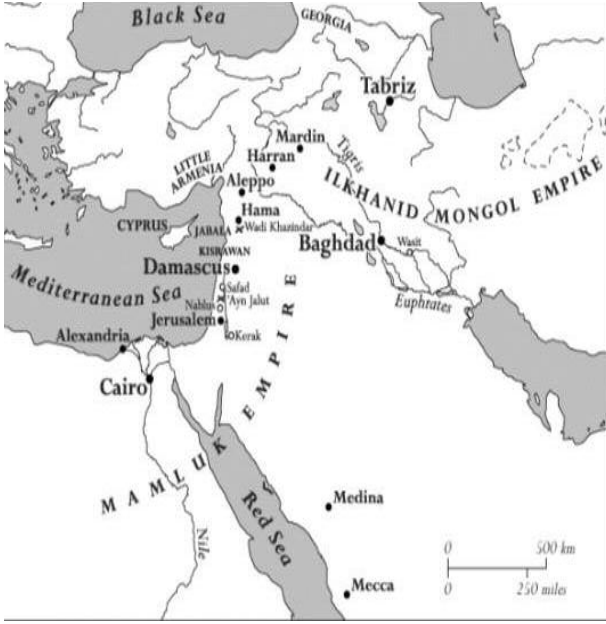 Black Sea
GEORGIA
Tabriz
Mardin
Tigris
Harran
LITTLE
ARMENIA
ILKHANID MONGOL EMPIRE
Aleppo
Hama
CYPRUS
JABALA
Wadi Khazindar
KISRAWAN
Baghdad
Wasit
Damascus
Mediterranean Sea
Safad
'Ayn Jalut
Nablus
Euphrates
Jerusalem
Alexandria
Kerak
Cairo
MAMLUK EMPIRE
Red Sea
Medina
Nile
0 500 km
0 250 miles
Mecca